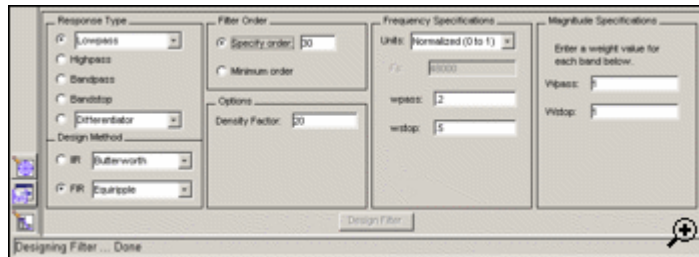 Response Type
Lowpass
Highpass
Bandpass
Bandstop
Differentiator
Design Method
IIR Butterworth
FIR Equiripple
Filter Order
Specify order: 30
Minimum order
Options
Density Factor: 20
Frequency Specifications
Units: Normalized (0 to 1)
Fs: 48000
wpass: .2
wstop: .5
Magnitude Specifications
Enter a weight value for
each band below.
Wpass: 1
Wstop: 1
Design Filter
Designing Filter ... Done